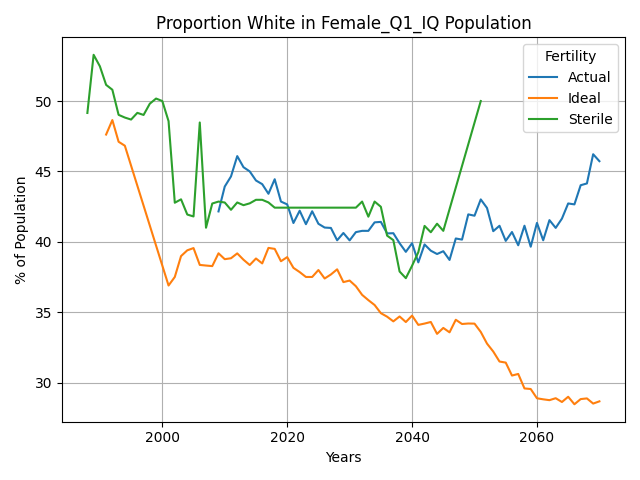 Proportion White in Female_Q1_IQ Population
Fertility
Actual
Ideal
Sterile
% of Population
50
45
40
35
30
2000
2020
2040
2060
Years